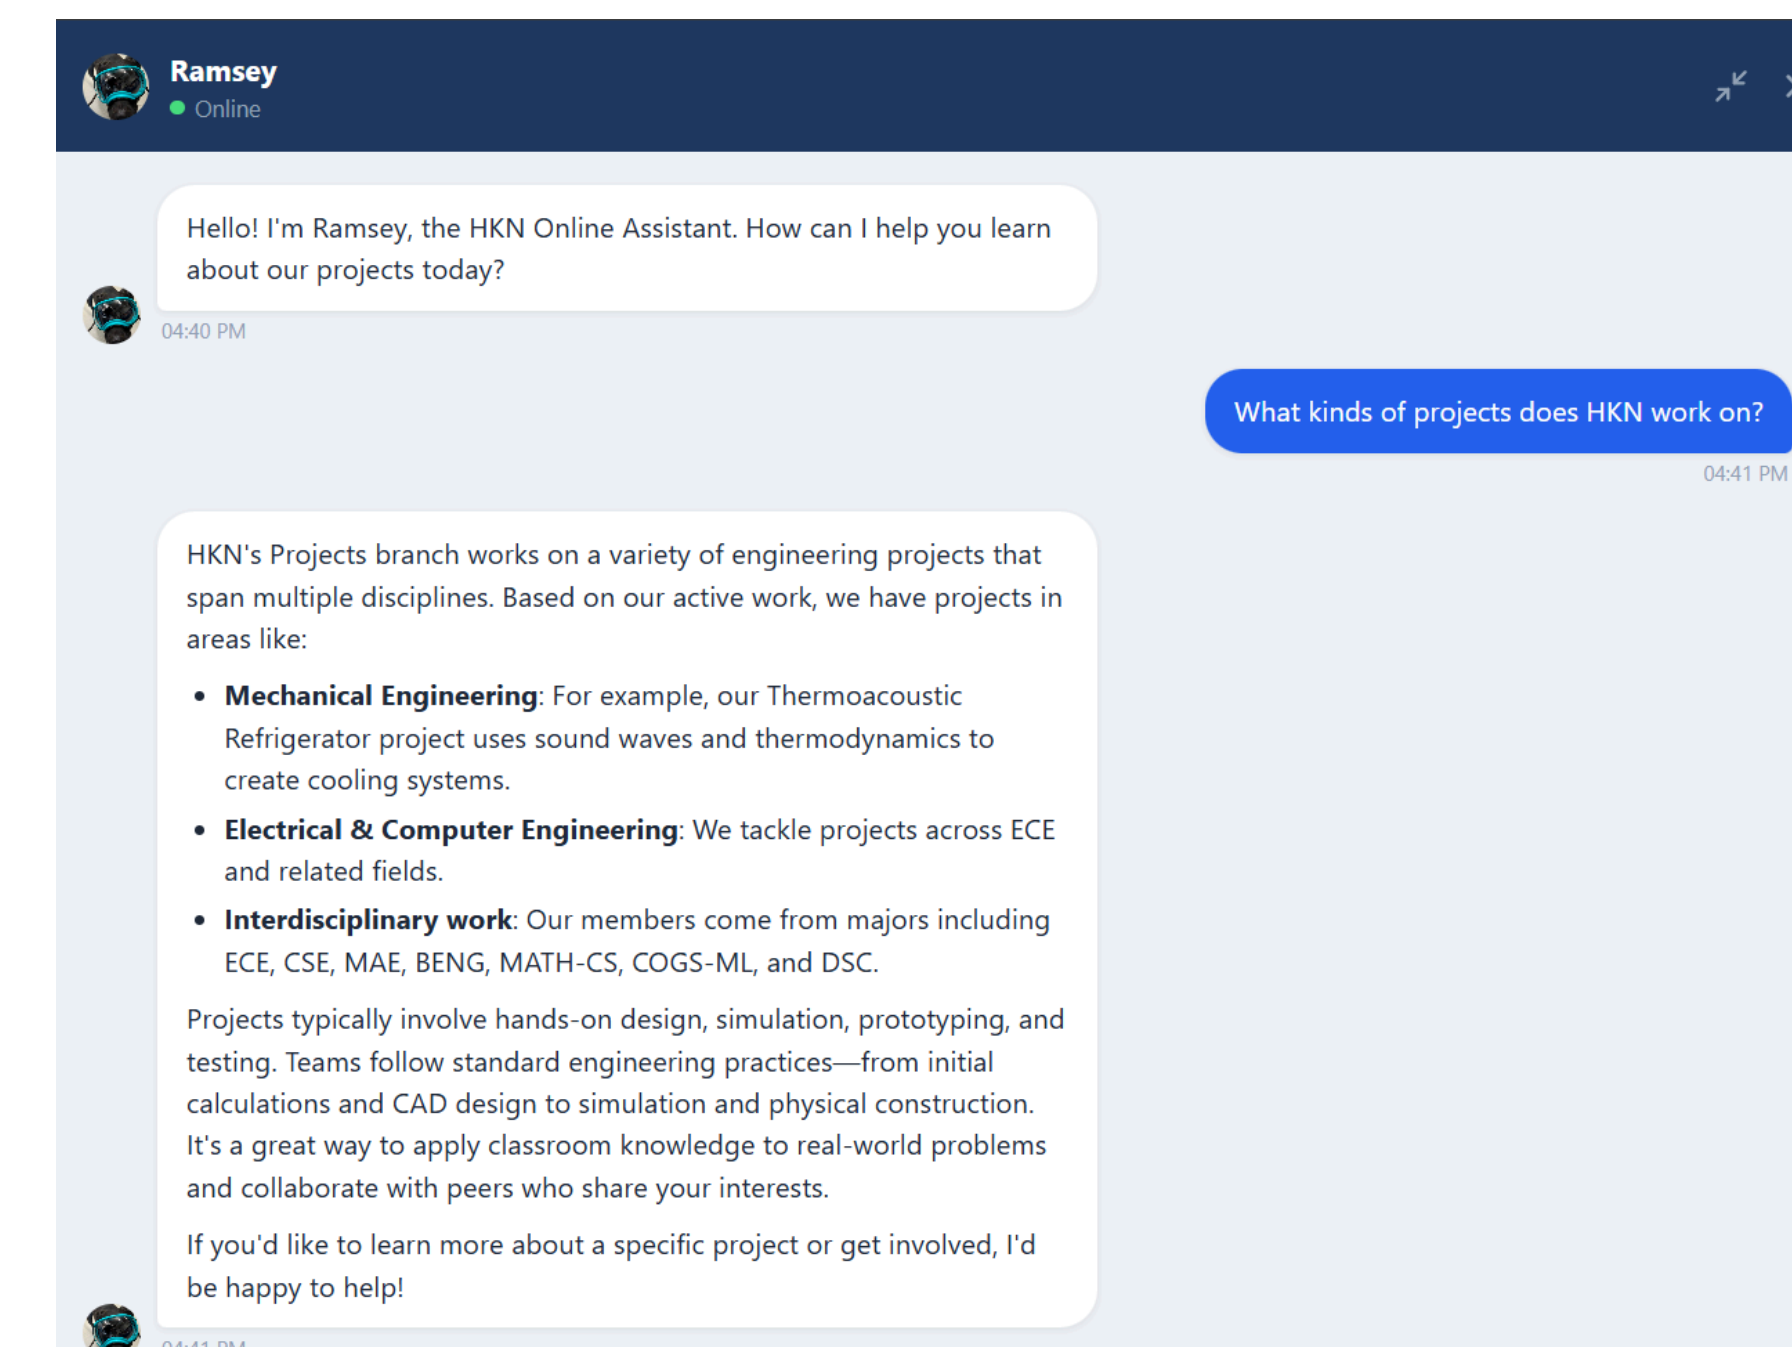 Ramsey
Online
Hello! I'm Ramsey, the HKN Online Assistant. How can I help you learn
about our projects today?
04:40 PM
What kinds of projects does HKN work on?
04:41 PM
HKN's Projects branch works on a variety of engineering projects that
span multiple disciplines. Based on our active work, we have projects in
areas like:
• Mechanical Engineering: For example, our Thermoacoustic
Refrigerator project uses sound waves and thermodynamics to
create cooling systems.
• Electrical & Computer Engineering: We tackle projects across ECE
and related fields.
• Interdisciplinary work: Our members come from majors including
ECE, CSE, MAE, BENG, MATH-CS, COGS-ML, and DSC.
Projects typically involve hands-on design, simulation, prototyping, and
testing. Teams follow standard engineering practices—from initial
calculations and CAD design to simulation and physical construction.
It's a great way to apply classroom knowledge to real-world problems
and collaborate with peers who share your interests.
If you'd like to learn more about a specific project or get involved, I'd
be happy to help!
04:41 PM